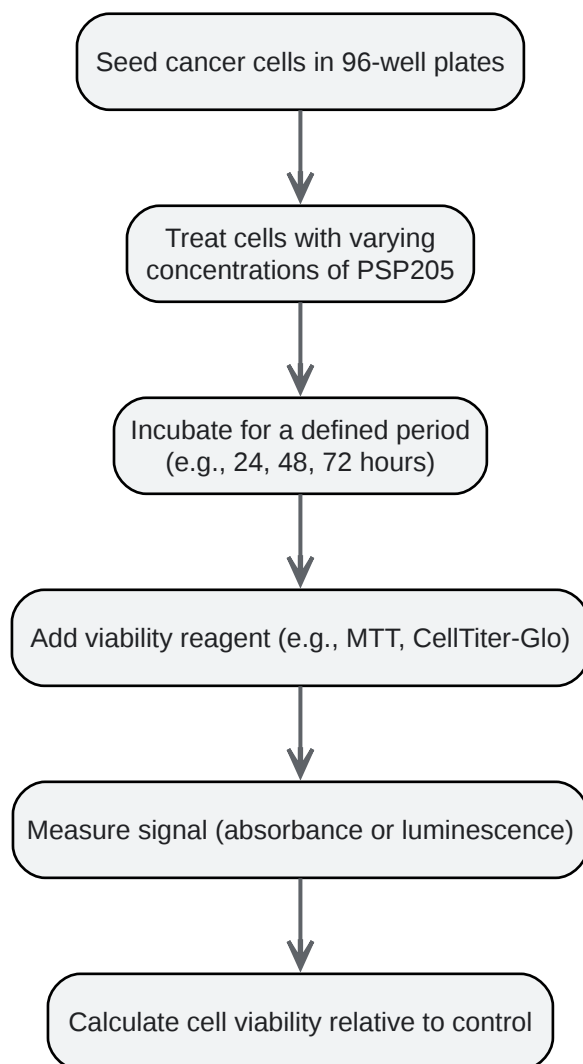 Seed cancer cells in 96-well plates
Treat cells with varying
concentrations of PSP205
Incubate for a defined period
(e.g., 24, 48, 72 hours)
Add viability reagent (e.g., MTT, CellTiter-Glo)
Measure signal (absorbance or luminescence)
Calculate cell viability relative to control